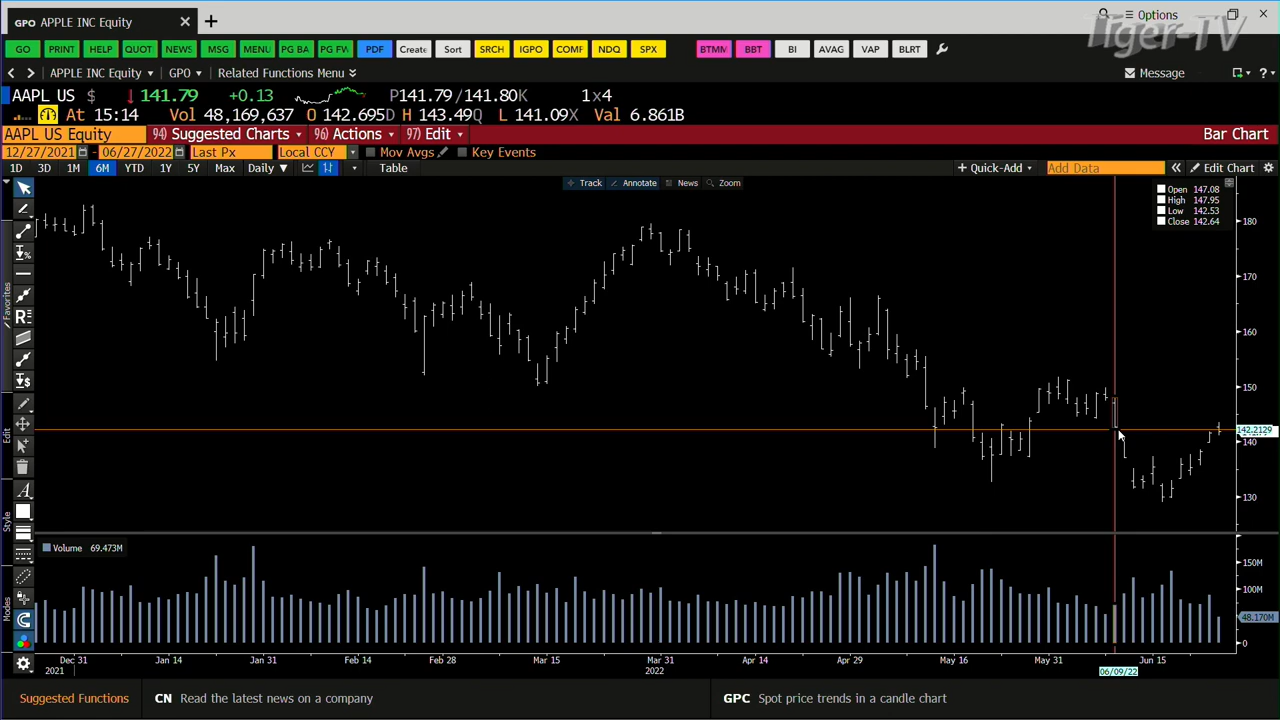 GPO APPLE INC Equity
Options
Tiger-TV
GO PRINT HELP QUOT NEWS MSG MENU PG BA PG FW PDF Create Sort SRCH IGPO COMF NDQ SPX BTMM BBT BI AVAG VAP BLRT
APPLE INC Equity GPO Related Functions Menu Message
AAPL US $ ↓141.79 +0.13 P141.79/141.80K 1x4
At 15:14 Vol 48,169,637 O 142.695D H 143.49Q L 141.09X Val 6.861B
AAPL US Equity 94) Suggested Charts 96) Actions 97) Edit Bar Chart
12/27/2021 - 06/27/2022 Last Px Local CCY Mov Avgs Key Events
1D 3D 1M 6M YTD 1Y 5Y Max Daily ▼ Table + Quick-Add Add Data « Edit Chart
Track Annotate News Zoom
Open 147.08
High 147.95
Low 142.53
Close 142.64
180
170
160
150
142.2129
140
130
Favorites
Edit
Style
Modes
Volume 69.473M
150M
100M
48.170M
0
Dec 31 Jan 14 Jan 31 Feb 14 Feb 28 Mar 15 Mar 31 Apr 14 Apr 29 May 16 May 31 Jun 15
2021 2022 06/09/22
Suggested Functions CN Read the latest news on a company GPC Spot price trends in a candle chart